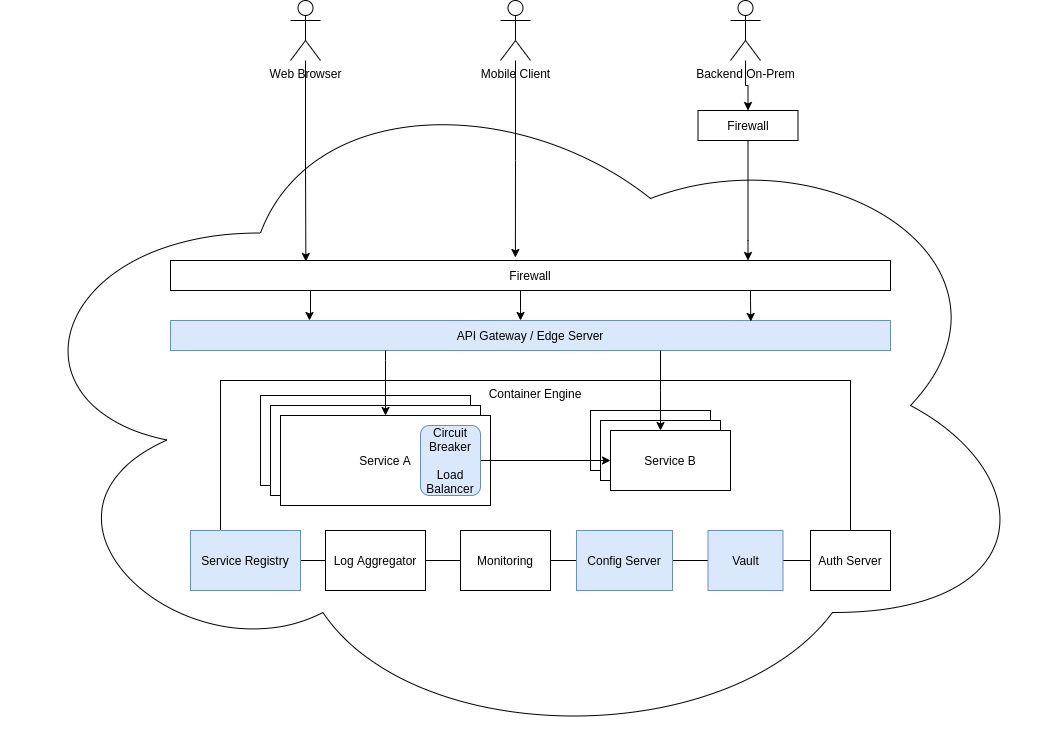 Web Browser
Mobile Client
Backend On-Prem
Firewall
Firewall
API Gateway / Edge Server
Container Engine
Service A
Circuit
Breaker
Load
Balancer
Service B
Service Registry
Log Aggregator
Monitoring
Config Server
Vault
Auth Server